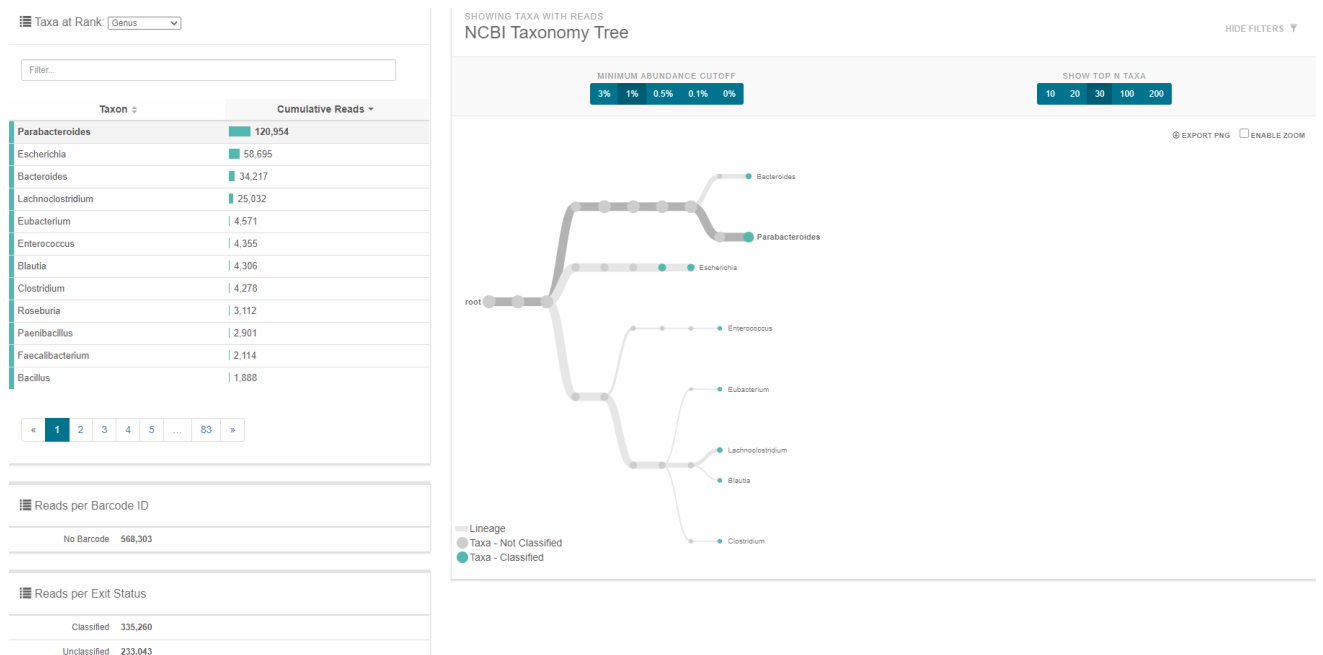 Taxa at Rank: Genus
Filter...
Taxon Cumulative Reads
Parabacteroides 120,954
Escherichia 58,695
Bacteroides 34,217
Lachnoclostridium 25,032
Eubacterium 4,571
Enterococcus 4,355
Blautia 4,306
Clostridium 4,278
Roseburia 3,112
Paenibacillus 2,901
Faecalibacterium 2,114
Bacillus 1,888
« 1 2 3 4 5 ... 83 »
Reads per Barcode ID
No Barcode 568,303
Reads per Exit Status
Classified 335,260
Unclassified 233,043
SHOWING TAXA WITH READS
NCBI Taxonomy Tree
HIDE FILTERS
MINIMUM ABUNDANCE CUTOFF
3% 1% 0.5% 0.1% 0%
SHOW TOP N TAXA
10 20 30 100 200
EXPORT PNG ENABLE ZOOM
Bacteroides
Parabacteroides
Escherichia
root
Enterococcus
Eubacterium
Lachnoclostridium
Blautia
Clostridium
Lineage
Taxa - Not Classified
Taxa - Classified